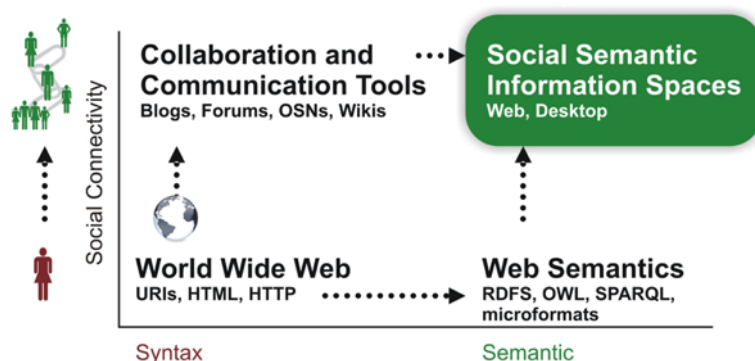 Collaboration and
Communication Tools
Blogs, Forums, OSNs, Wikis
Social Semantic
Information Spaces
Web, Desktop
Social Connectivity
World Wide Web
URIs, HTML, HTTP
Web Semantics
RDFS, OWL, SPARQL,
microformats
Syntax
Semantic